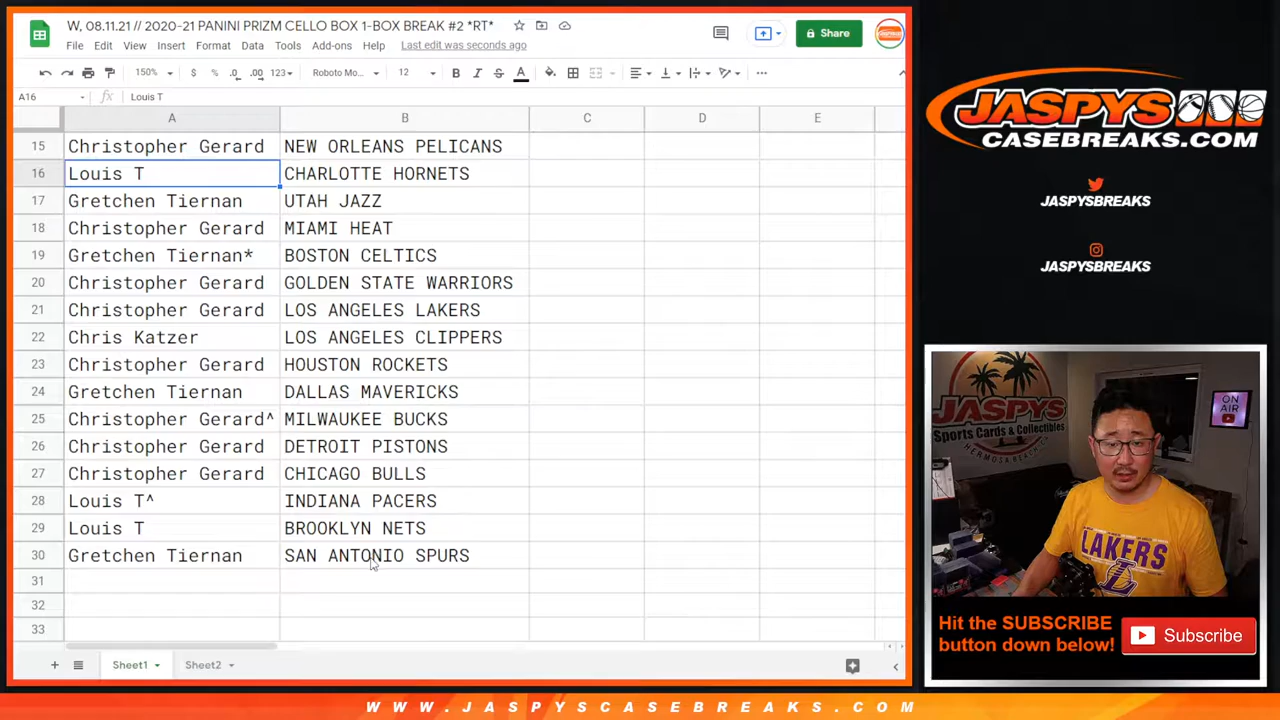 W, 08.11.21 // 2020-21 PANINI PRIZM CELLO BOX 1-BOX BREAK #2 *RT*
File Edit View Insert Format Data Tools Add-ons Help Last edit was seconds ago
Share
150% $ % .0 .00 123 Roboto Mo... 12 B I S A
A16 fx Louis T
A B C D E
15 Christopher Gerard NEW ORLEANS PELICANS
16 Louis T CHARLOTTE HORNETS
17 Gretchen Tiernan UTAH JAZZ
18 Christopher Gerard MIAMI HEAT
19 Gretchen Tiernan* BOSTON CELTICS
20 Christopher Gerard GOLDEN STATE WARRIORS
21 Christopher Gerard LOS ANGELES LAKERS
22 Chris Katzer LOS ANGELES CLIPPERS
23 Christopher Gerard HOUSTON ROCKETS
24 Gretchen Tiernan DALLAS MAVERICKS
25 Christopher Gerard^ MILWAUKEE BUCKS
26 Christopher Gerard DETROIT PISTONS
27 Christopher Gerard CHICAGO BULLS
28 Louis T^ INDIANA PACERS
29 Louis T BROOKLYN NETS
30 Gretchen Tiernan SAN ANTONIO SPURS
31
32
33
Sheet1 Sheet2
JASPYS
CASEBREAKS.COM
JASPYSBREAKS
JASPYSBREAKS
JASPYS
Sports Cards & Collectibles
HERMOSA BEACH, CA
ON
AIR
LAKERS
Hit the SUBSCRIBE
button down below!
Subscribe
WWW.JASPYSCASEBREAKS.COM